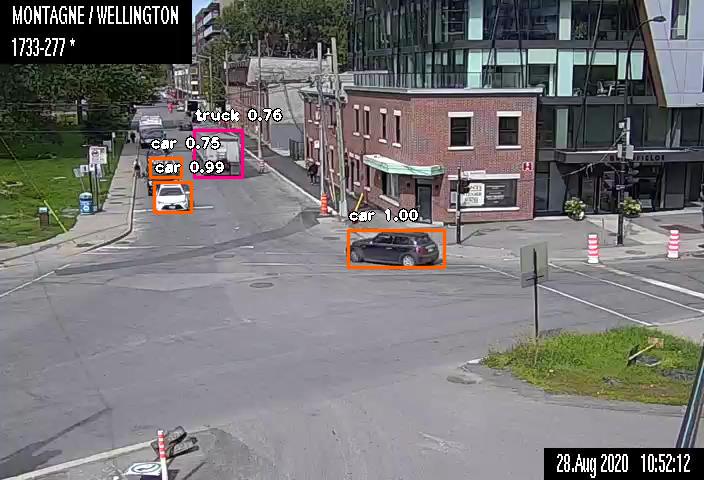 MONTAGNE / WELLINGTON
1733-277 *
truck 0.76
car 0.75
car 0.99
car 1.00
28.Aug 2020 10:52:12